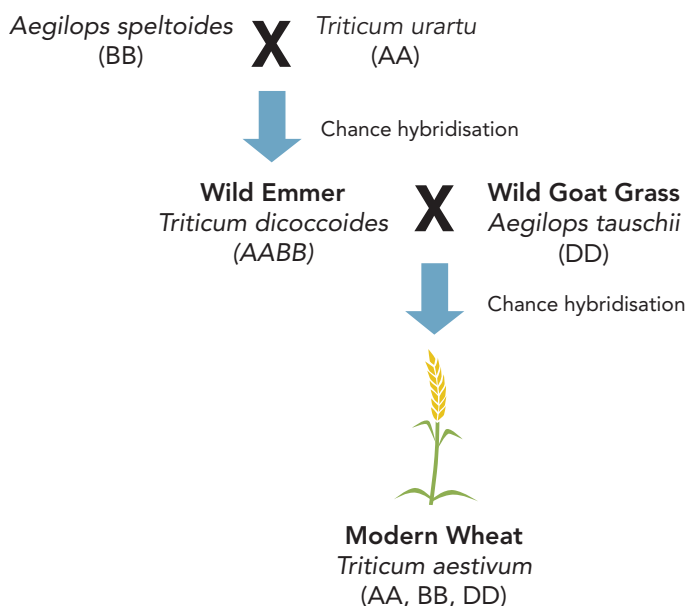 Aegilops speltoides
(BB)
X
Triticum urartu
(AA)
Chance hybridisation
Wild Emmer
Triticum dicoccoides
(AABB)
X
Wild Goat Grass
Aegilops tauschii
(DD)
Chance hybridisation
Modern Wheat
Triticum aestivum
(AA, BB, DD)